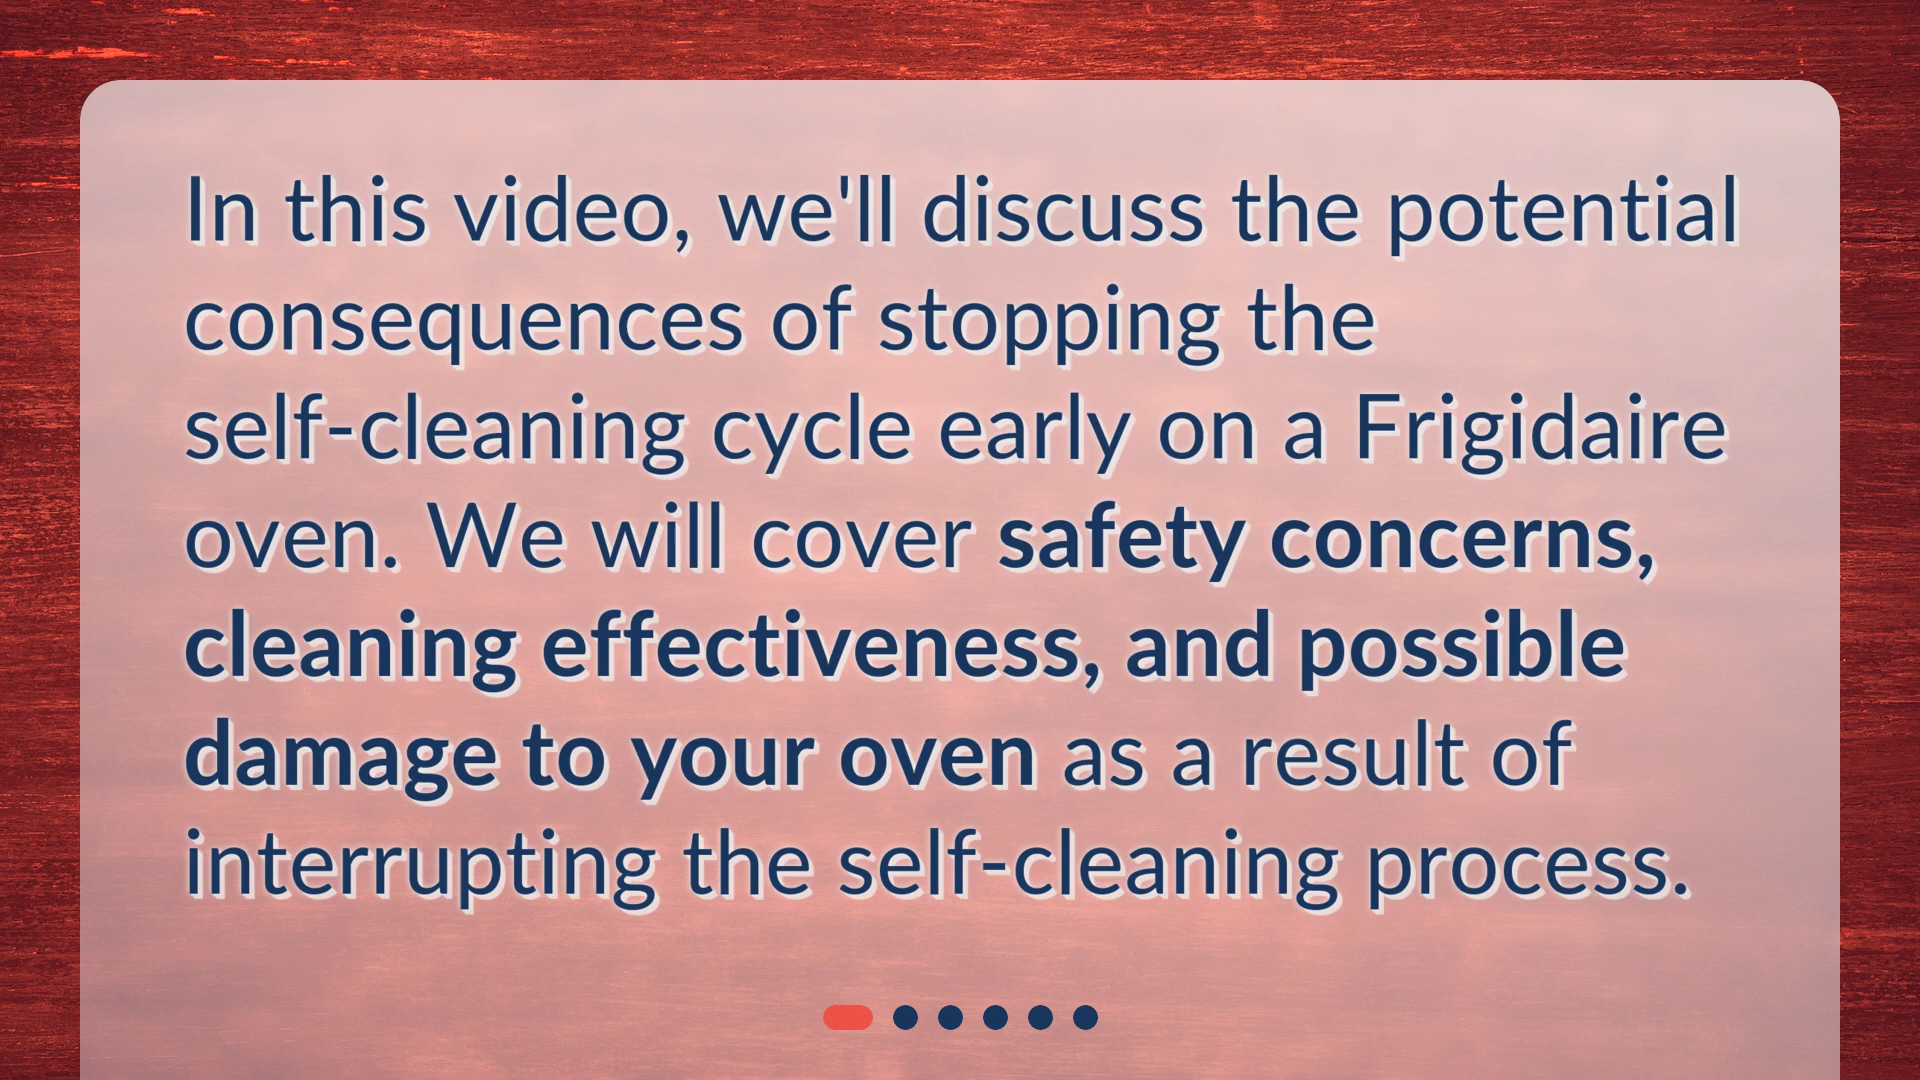 In this video, we'll discuss the potential
consequences of stopping the
self-cleaning cycle early on a Frigidaire
oven. We will cover safety concerns,
cleaning effectiveness, and possible
damage to your oven as a result of
interrupting the self-cleaning process.